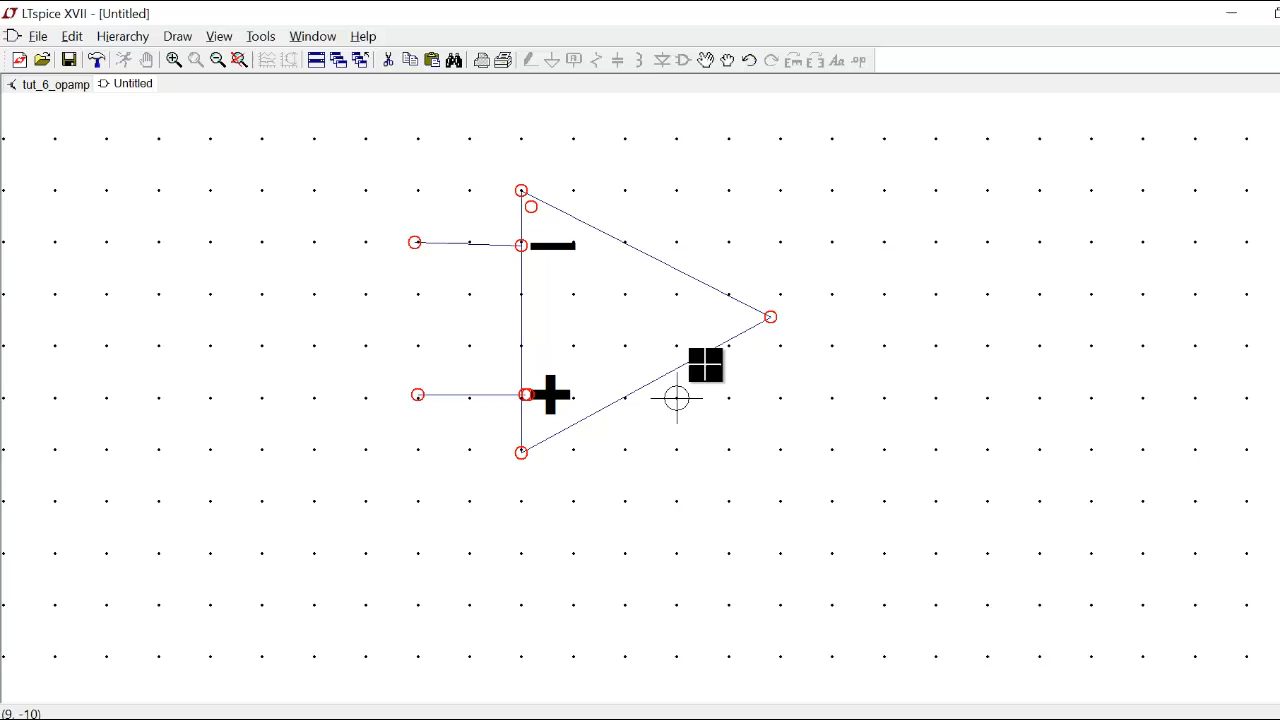 LTspice XVII - [Untitled]
File Edit Hierarchy Draw View Tools Window Help
tut_6_opamp Untitled
− +
(9, -10)